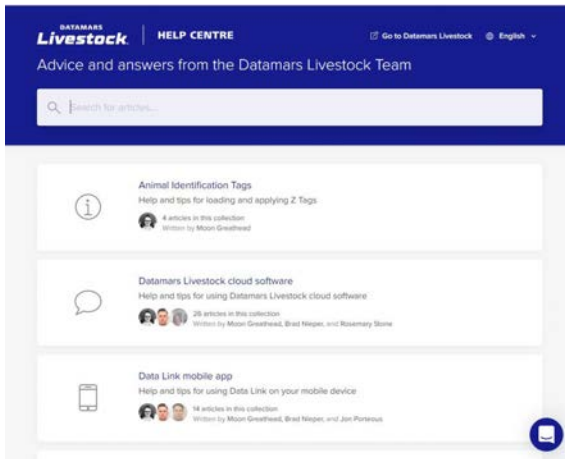 DATAMARS
Livestock. HELP CENTRE Go to Datamars Livestock English
Advice and answers from the Datamars Livestock Team
Search for articles...
Animal Identification Tags
Help and tips for loading and applying Z Tags
4 articles in this collection
Written by Moon Greathead
Datamars Livestock cloud software
Help and tips for using Datamars Livestock cloud software
28 articles in this collection
Written by Moon Greathead, Brad Nieper, and Rosemary Stone
Data Link mobile app
Help and tips for using Data Link on your mobile device
14 articles in this collection
Written by Moon Greathead, Brad Nieper, and Jon Porteous